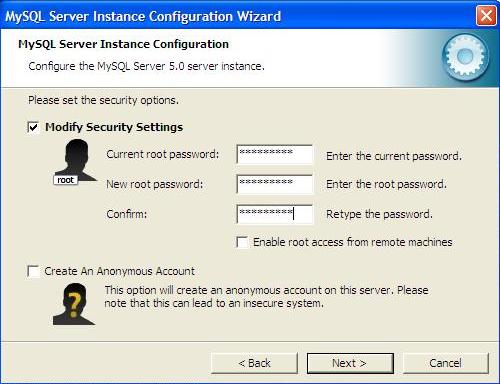 MySQL Server Instance Configuration Wizard
MySQL Server Instance Configuration
Configure the MySQL Server 5.0 server instance.
Please set the security options.
Modify Security Settings
root
Current root password: ********* Enter the current password.
New root password: ********* Enter the root password.
Confirm: ********* Retype the password.
Enable root access from remote machines
Create An Anonymous Account
This option will create an anonymous account on this server. Please
note that this can lead to an insecure system.
< Back Next > Cancel